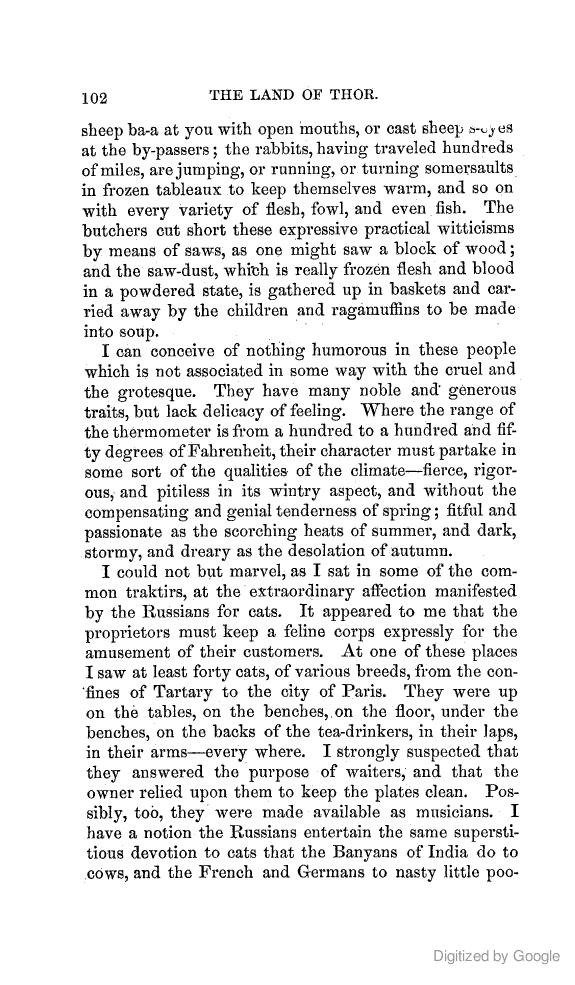 102 THE LAND OF THOR.
sheep ba-a at you with open mouths, or cast sheep s-eyes
at the by-passers; the rabbits, having traveled hundreds
of miles, are jumping, or running, or turning somersaults
in frozen tableaux to keep themselves warm, and so on
with every variety of flesh, fowl, and even fish. The
butchers cut short these expressive practical witticisms
by means of saws, as one might saw a block of wood;
and the saw-dust, which is really frozen flesh and blood
in a powdered state, is gathered up in baskets and car-
ried away by the children and ragamuffins to be made
into soup.
I can conceive of nothing humorous in these people
which is not associated in some way with the cruel and
the grotesque. They have many noble and generous
traits, but lack delicacy of feeling. Where the range of
the thermometer is from a hundred to a hundred and fif-
ty degrees of Fahrenheit, their character must partake in
some sort of the qualities of the climate—fierce, rigor-
ous, and pitiless in its wintry aspect, and without the
compensating and genial tenderness of spring; fitful and
passionate as the scorching heats of summer, and dark,
stormy, and dreary as the desolation of autumn.
I could not but marvel, as I sat in some of the com-
mon traktirs, at the extraordinary affection manifested
by the Russians for cats. It appeared to me that the
proprietors must keep a feline corps expressly for the
amusement of their customers. At one of these places
I saw at least forty cats, of various breeds, from the con-
fines of Tartary to the city of Paris. They were up
on the tables, on the benches, on the floor, under the
benches, on the backs of the tea-drinkers, in their laps,
in their arms—every where. I strongly suspected that
they answered the purpose of waiters, and that the
owner relied upon them to keep the plates clean. Pos-
sibly, too, they were made available as musicians. I
have a notion the Russians entertain the same supersti-
tious devotion to cats that the Banyans of India do to
cows, and the French and Germans to nasty little poo-
Digitized by Google